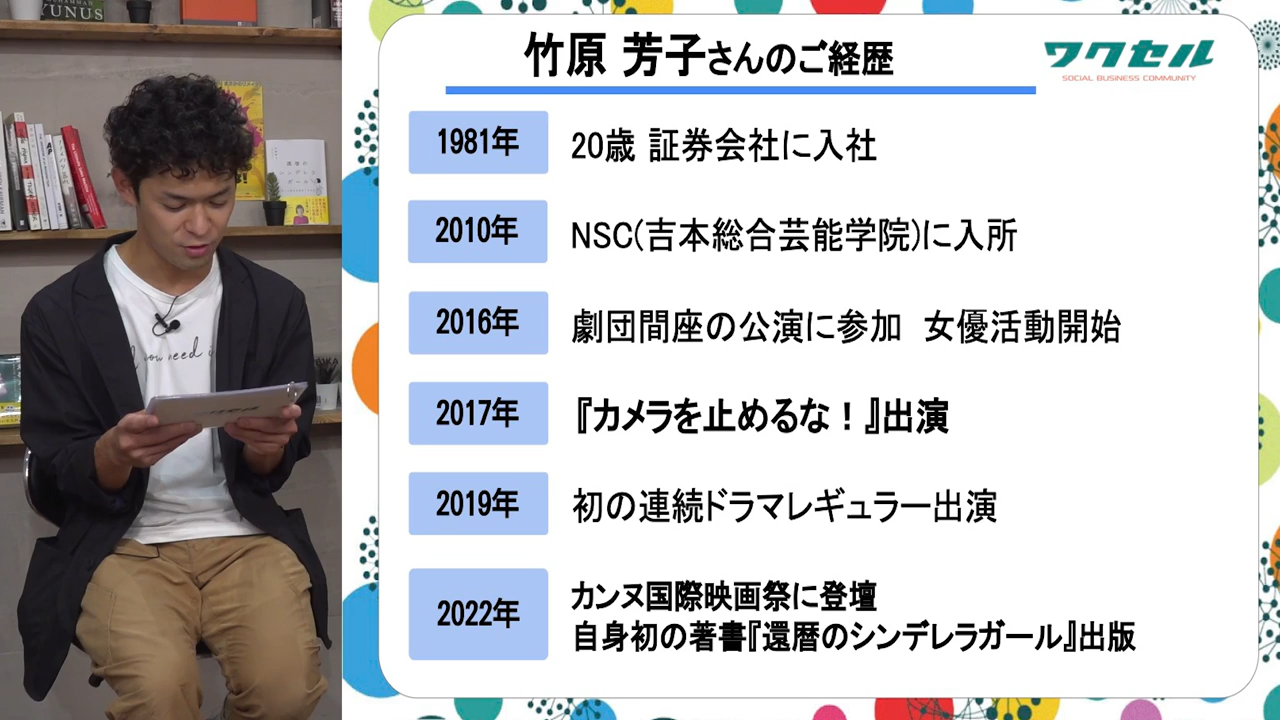 竹原 芳子さんのご経歴
ワクセル
SOCIAL BUSINESS COMMUNITY
1981年 20歳 証券会社に入社
2010年 NSC(吉本総合芸能学院)に入所
2016年 劇団間座の公演に参加 女優活動開始
2017年 『カメラを止めるな！』出演
2019年 初の連続ドラマレギュラー出演
2022年 カンヌ国際映画祭に登壇
自身初の著書『還暦のシンデレラガール』出版
YUNUS
you need
ワクセル